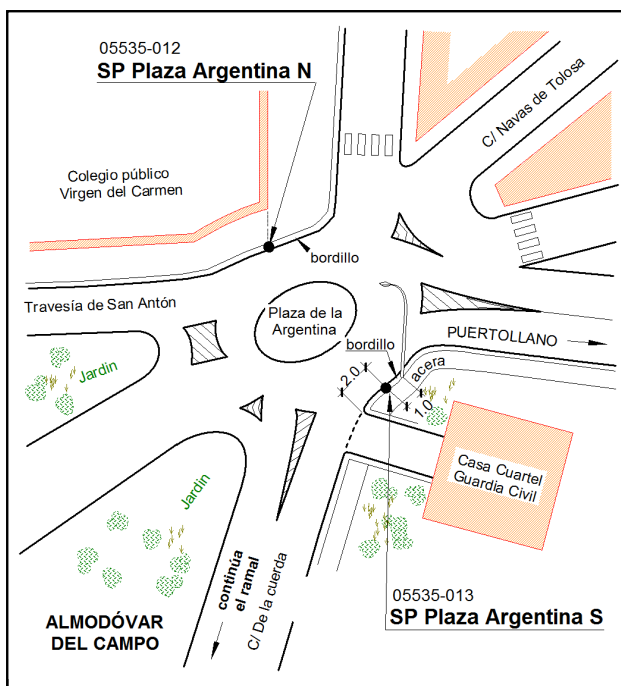 05535-012
SP Plaza Argentina N
C/ Navas de Tolosa
Colegio público
Virgen del Carmen
bordillo
Travesía de San Antón
Plaza de la
Argentina
PUERTOLLANO
bordillo
acera
2.0
1.0
Jardin
Casa Cuartel
Guardia Civil
Jardin
continúa
el ramal
C/ De la cuerda
05535-013
SP Plaza Argentina S
ALMODÓVAR
DEL CAMPO